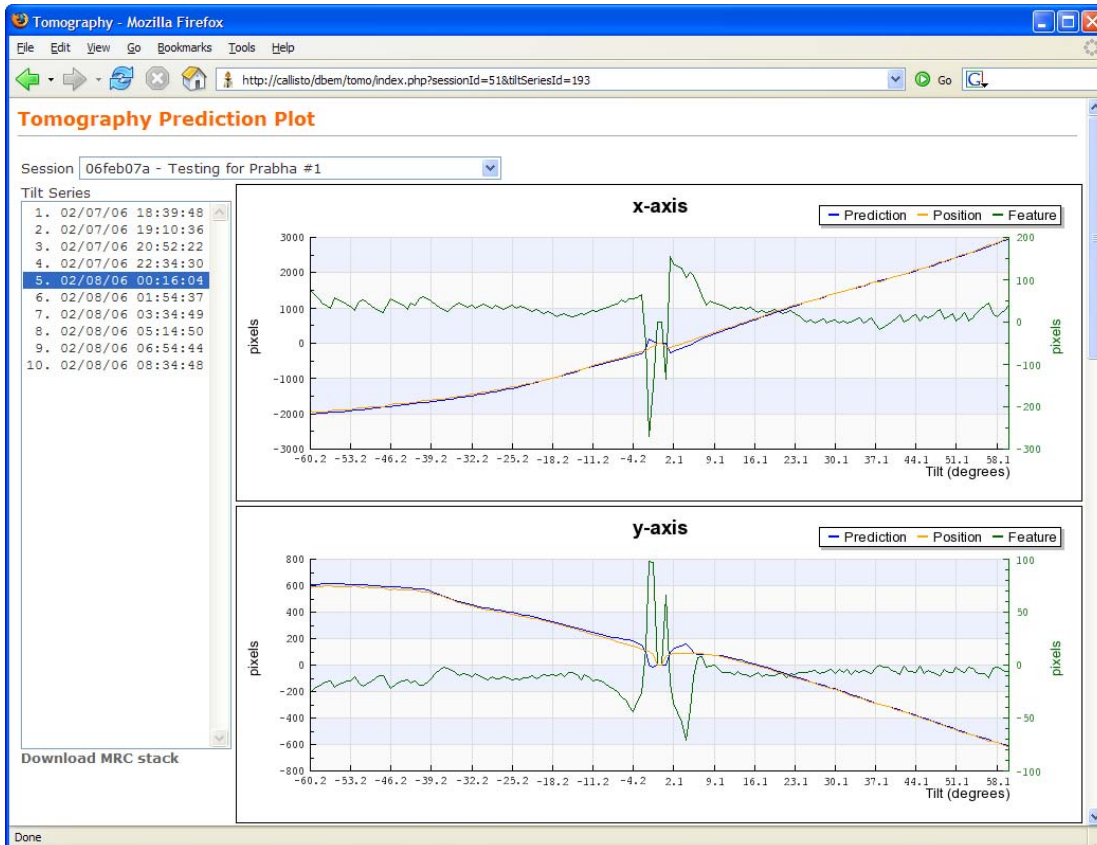 Tomography - Mozilla Firefox
File Edit View Go Bookmarks Tools Help
http://callisto/dbem/tomo/index.php?sessionId=51&tiltSeriesId=193 Go G
Tomography Prediction Plot
Session 06feb07a - Testing for Prabha #1
Tilt Series
1. 02/07/06 18:39:48
2. 02/07/06 19:10:36
3. 02/07/06 20:52:22
4. 02/07/06 22:34:30
5. 02/08/06 00:16:04
6. 02/08/06 01:54:37
7. 02/08/06 03:34:49
8. 02/08/06 05:14:50
9. 02/08/06 06:54:44
10. 02/08/06 08:34:48
Download MRC stack
x-axis
Prediction Position Feature
3000 200
2000 100
1000 0
0 -100
-1000 -200
-2000 -300
-3000
pixels
pixels
-60.2 -53.2 -46.2 -39.2 -32.2 -25.2 -18.2 -11.2 -4.2 2.1 9.1 16.1 23.1 30.1 37.1 44.1 51.1 58.1
Tilt (degrees)
y-axis
Prediction Position Feature
800 100
600 50
400 0
200 -50
0 -100
-200
-400
-600
-800
pixels
pixels
-60.2 -53.2 -46.2 -39.2 -32.2 -25.2 -18.2 -11.2 -4.2 2.1 9.1 16.1 23.1 30.1 37.1 44.1 51.1 58.1
Tilt (degrees)
Done